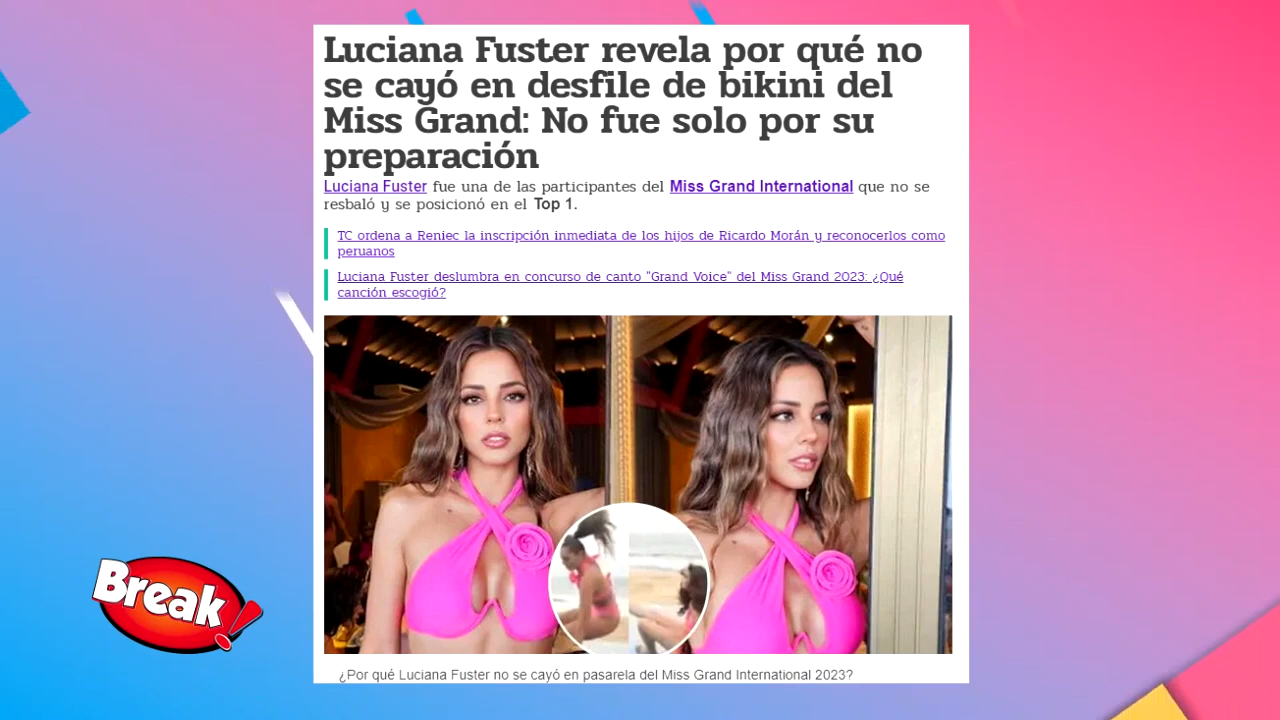 Luciana Fuster revela por qué no
se cayó en desfile de bikini del
Miss Grand: No fue solo por su
preparación
Luciana Fuster fue una de las participantes del Miss Grand International que no se
resbaló y se posicionó en el Top 1.
TC ordena a Reniec la inscripción inmediata de los hijos de Ricardo Morán y reconocerlos como
peruanos
Luciana Fuster deslumbra en concurso de canto "Grand Voice" del Miss Grand 2023: ¿Qué
canción escogió?
Break!
¿Por qué Luciana Fuster no se cayó en pasarela del Miss Grand International 2023?